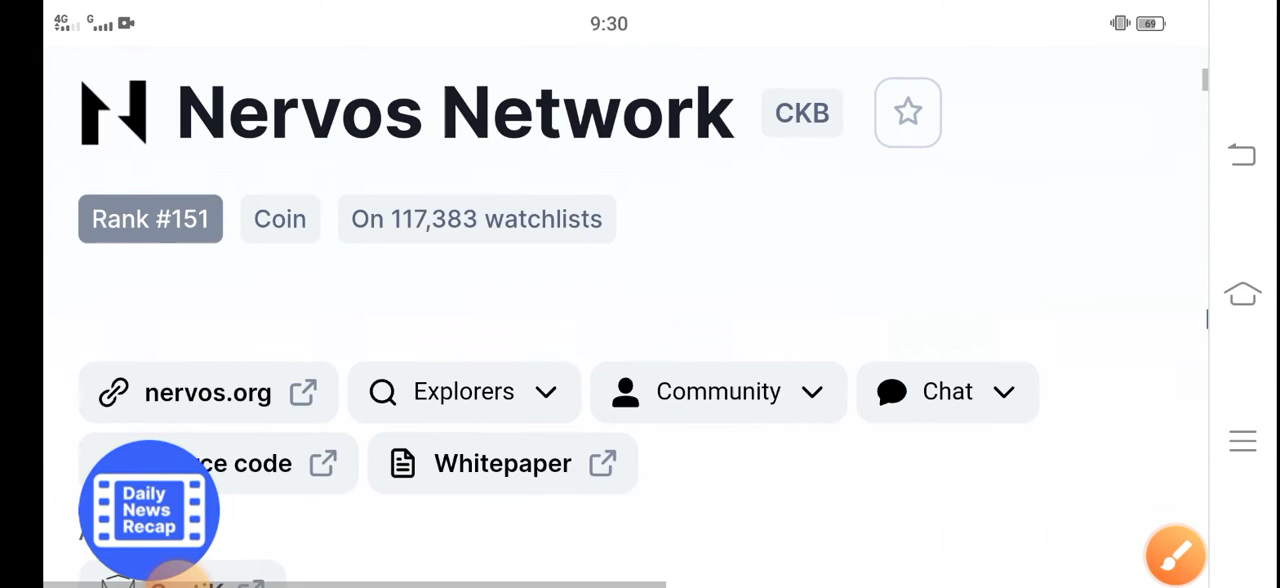 4G G 9:30 69
Nervos Network CKB
Rank #151 Coin On 117,383 watchlists
nervos.org Explorers Community Chat
ce code Whitepaper
Daily
News
Recap